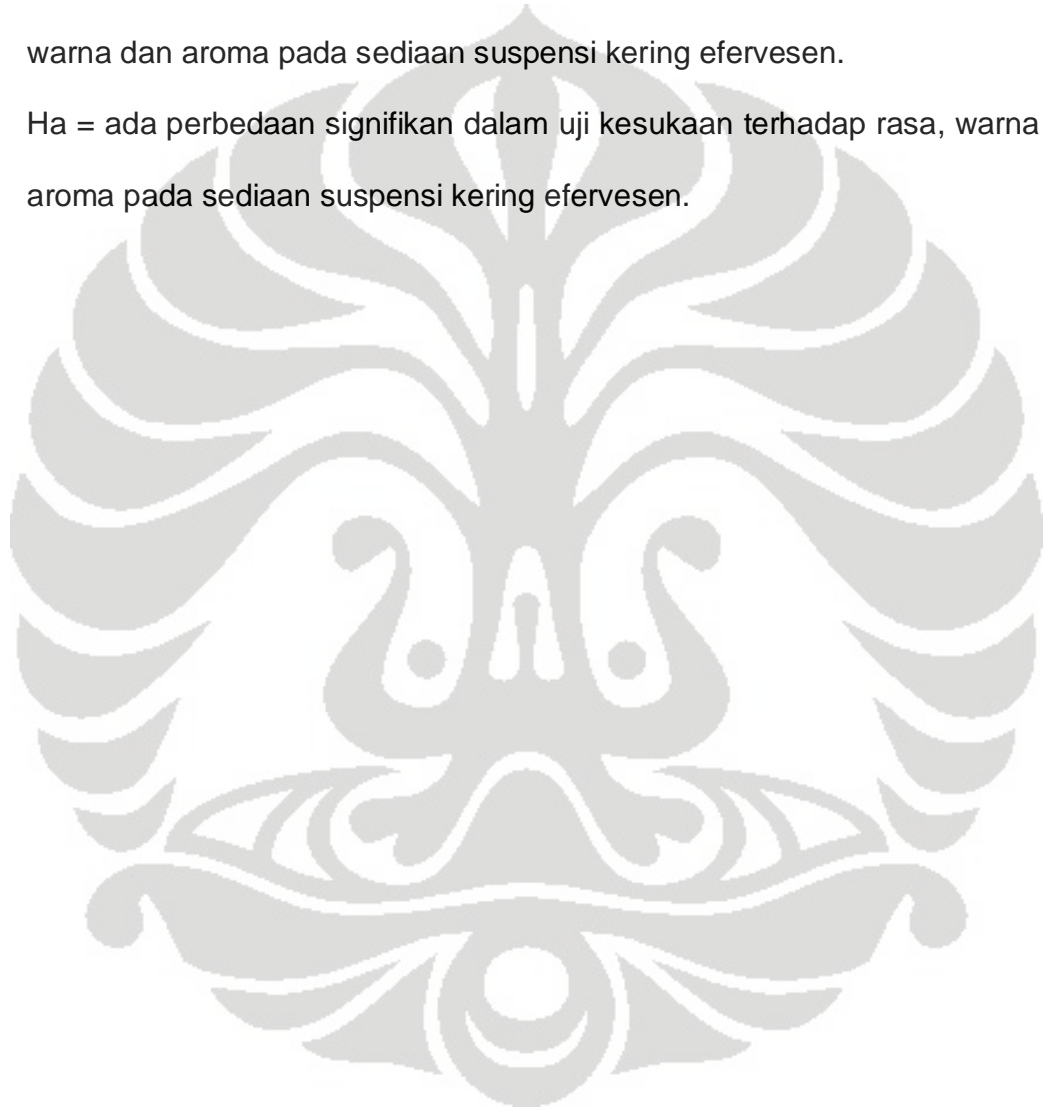 warna dan aroma pada sediaan suspensi kering efervesen.
Ha = ada perbedaan signifikan dalam uji kesukaan terhadap rasa, warna
aroma pada sediaan suspensi kering efervesen.